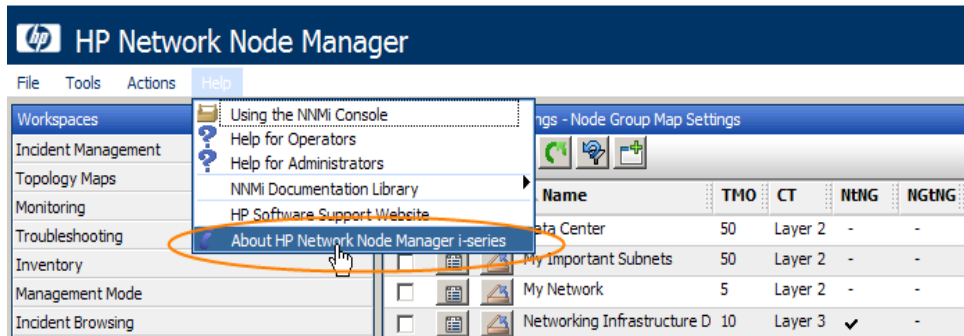 hp HP Network Node Manager
File Tools Actions Help
Workspaces
Incident Management
Topology Maps
Monitoring
Troubleshooting
Inventory
Management Mode
Incident Browsing
Using the NNMi Console
Help for Operators
Help for Administrators
NNMi Documentation Library
HP Software Support Website
About HP Network Node Manager i-series
ngs - Node Group Map Settings
Name TMO CT NtNG NGtNG
ata Center 50 Layer 2 - -
My Important Subnets 50 Layer 2 - -
My Network 5 Layer 2 - -
Networking Infrastructure D 10 Layer 3 ✔ -